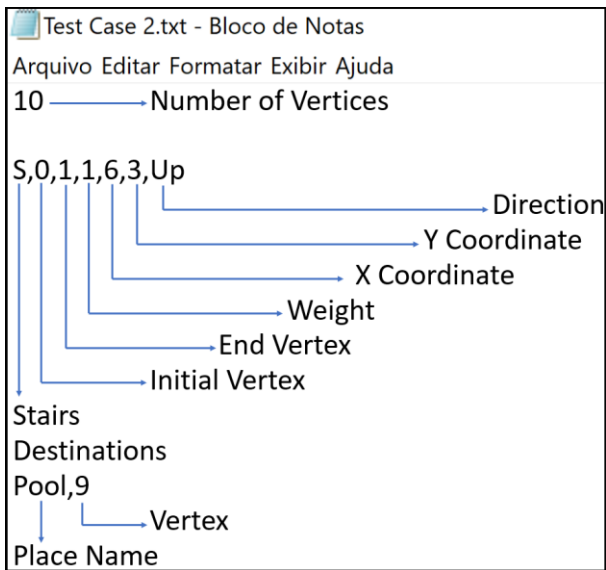 Test Case 2.txt - Bloco de Notas
Arquivo Editar Formatar Exibir Ajuda
10 Number of Vertices
S,0,1,1,6,3,Up
Direction
Y Coordinate
X Coordinate
Weight
End Vertex
Initial Vertex
Stairs
Destinations
Pool,9
Vertex
Place Name